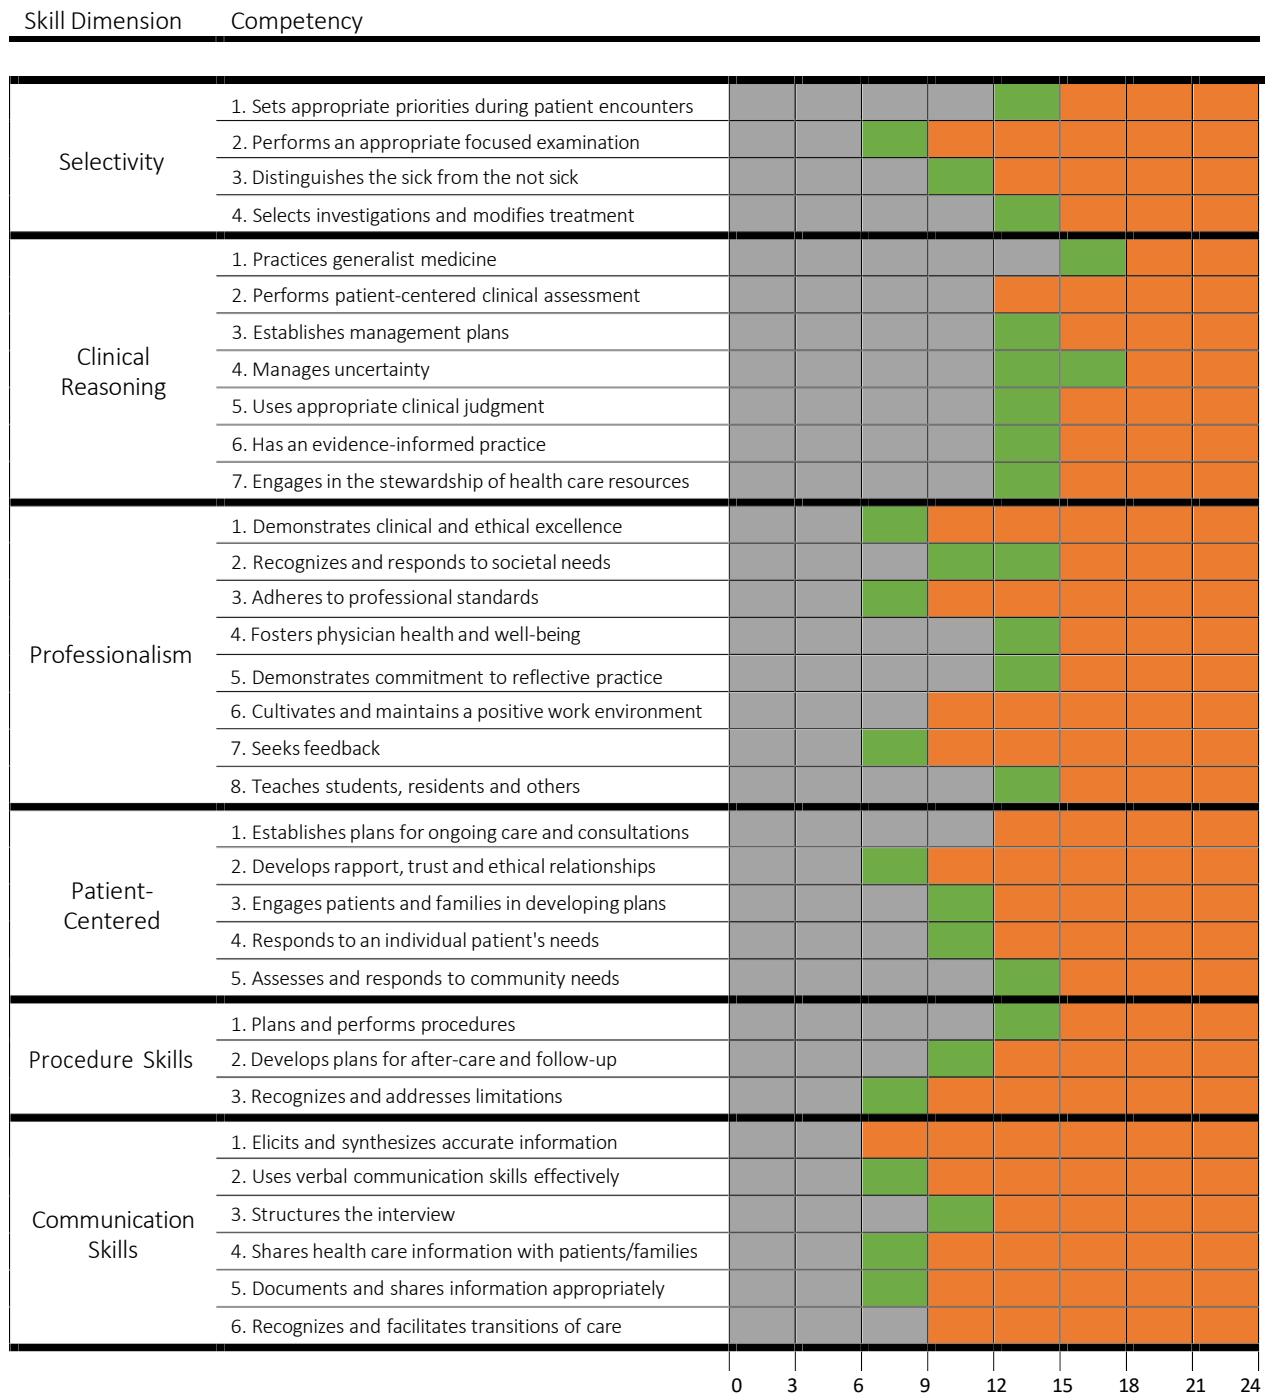 Skill Dimension Competency
Selectivity
1. Sets appropriate priorities during patient encounters
2. Performs an appropriate focused examination
3. Distinguishes the sick from the not sick
4. Selects investigations and modifies treatment
Clinical
Reasoning
1. Practices generalist medicine
2. Performs patient-centered clinical assessment
3. Establishes management plans
4. Manages uncertainty
5. Uses appropriate clinical judgment
6. Has an evidence-informed practice
7. Engages in the stewardship of health care resources
Professionalism
1. Demonstrates clinical and ethical excellence
2. Recognizes and responds to societal needs
3. Adheres to professional standards
4. Fosters physician health and well-being
5. Demonstrates commitment to reflective practice
6. Cultivates and maintains a positive work environment
7. Seeks feedback
8. Teaches students, residents and others
Patient-
Centered
1. Establishes plans for ongoing care and consultations
2. Develops rapport, trust and ethical relationships
3. Engages patients and families in developing plans
4. Responds to an individual patient's needs
5. Assesses and responds to community needs
Procedure Skills
1. Plans and performs procedures
2. Develops plans for after-care and follow-up
3. Recognizes and addresses limitations
Communication
Skills
1. Elicits and synthesizes accurate information
2. Uses verbal communication skills effectively
3. Structures the interview
4. Shares health care information with patients/families
5. Documents and shares information appropriately
6. Recognizes and facilitates transitions of care
0 3 6 9 12 15 18 21 24